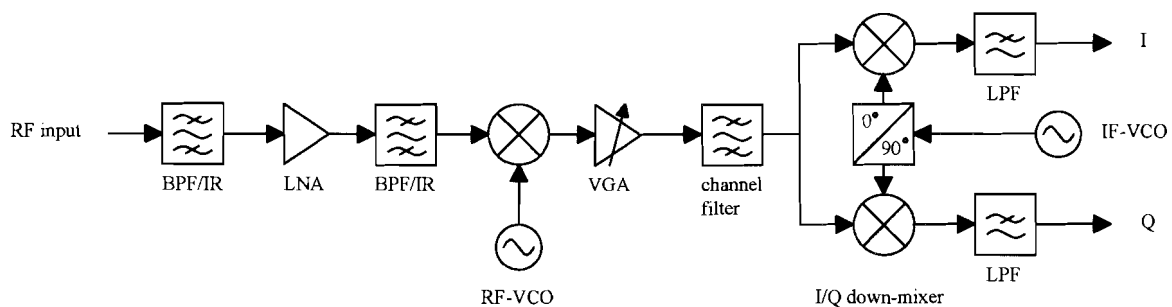 RF input
BPF/IR
LNA
BPF/IR
RF-VCO
VGA
channel
filter
0°
90°
I/Q down-mixer
LPF
I
IF-VCO
LPF
Q